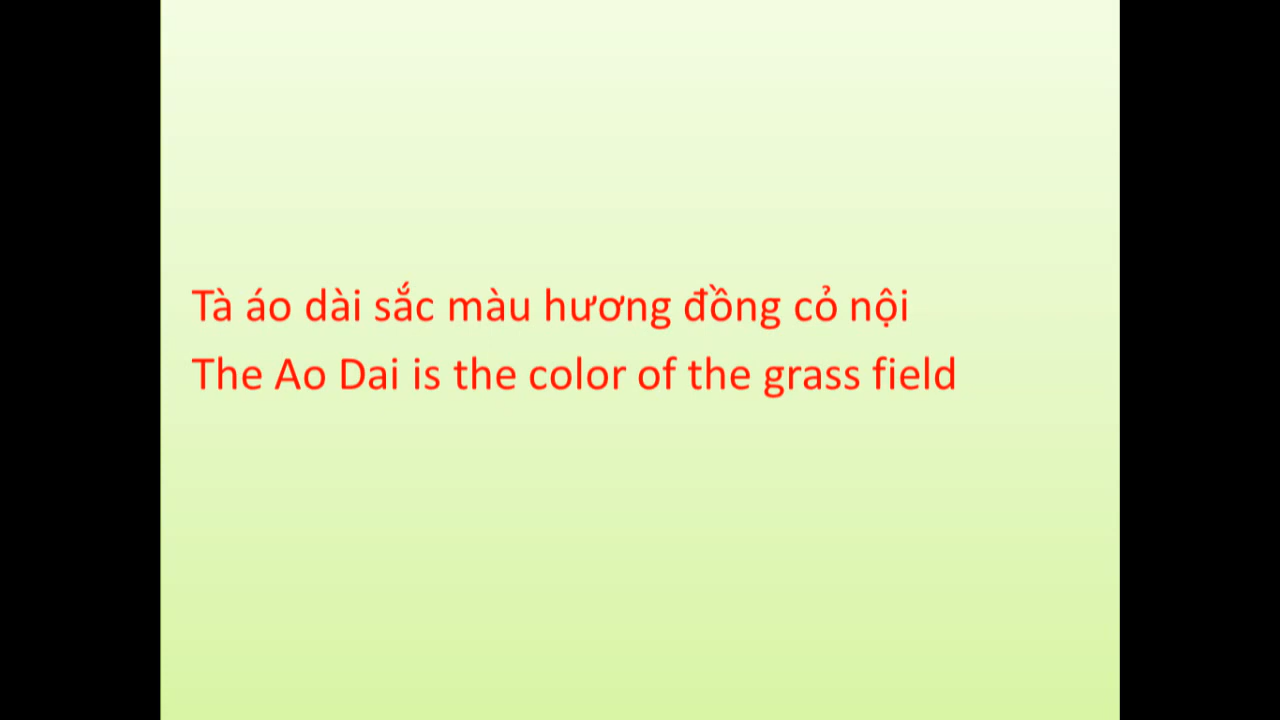 Tà áo dài sắc màu hương đồng cỏ nội
The Ao Dai is the color of the grass field